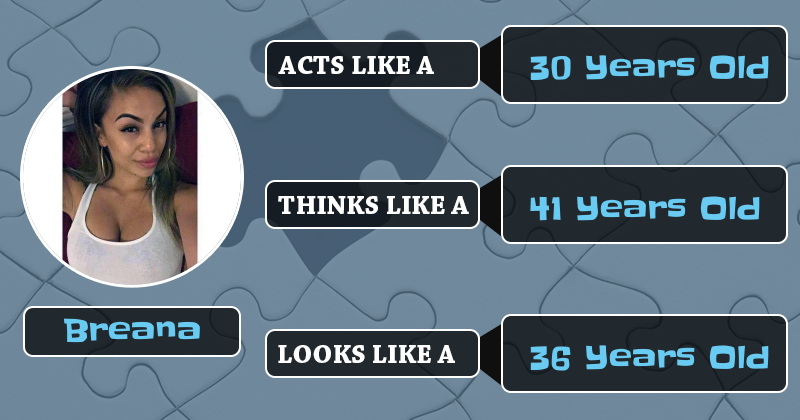 ACTS LIKE A
30 Years Old
THINKS LIKE A
41 Years Old
Breana
LOOKS LIKE A
36 Years Old